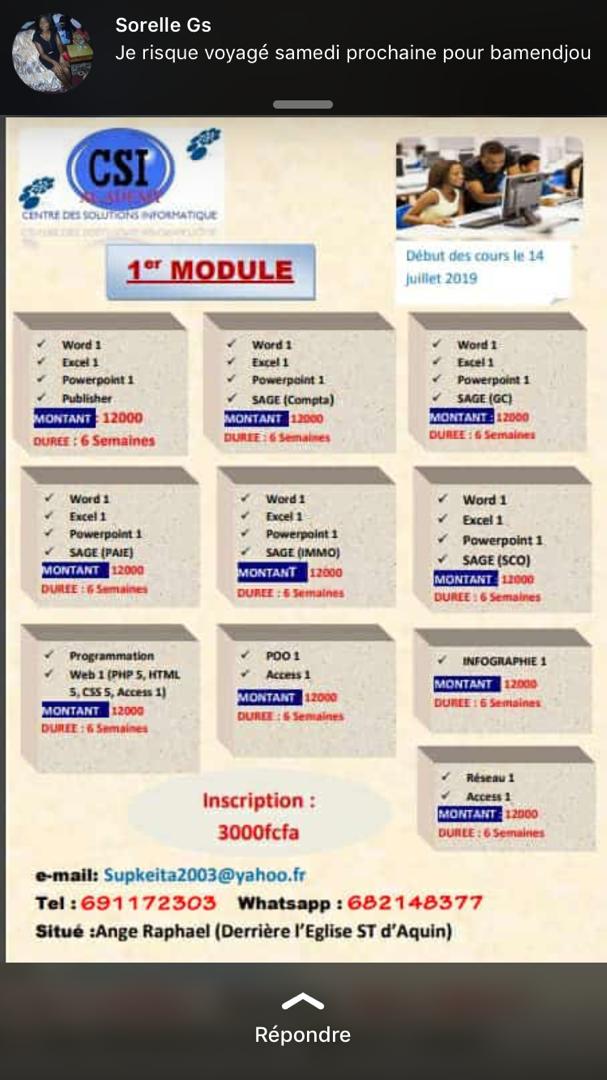 Sorelle Gs
Je risque voyagé samedi prochaine pour bamendjou
CSI
ACADEMY
CENTRE DES SOLUTIONS INFORMATIQUE
Début des cours le 14
juillet 2019
1er MODULE
✓ Word 1
✓ Excel 1
✓ Powerpoint 1
✓ Publisher
MONTANT : 12000
DUREE : 6 Semaines
✓ Word 1
✓ Excel 1
✓ Powerpoint 1
✓ SAGE (Compta)
MONTANT 12000
DUREE : 6 Semaines
✓ Word 1
✓ Excel 1
✓ Powerpoint 1
✓ SAGE (GC)
MONTANT : 12000
DUREE : 6 Semaines
✓ Word 1
✓ Excel 1
✓ Powerpoint 1
✓ SAGE (PAIE)
MONTANT 12000
DUREE : 6 Semaines
✓ Word 1
✓ Excel 1
✓ Powerpoint 1
✓ SAGE (IMMO)
MONTANT 12000
DUREE : 6 Semaines
✓ Word 1
✓ Excel 1
✓ Powerpoint 1
✓ SAGE (SCO)
MONTANT : 12000
DUREE : 6 Semaines
✓ Programmation
✓ Web 1 (PHP 5, HTML
5, CSS 5, Access 1)
MONTANT 12000
DUREE : 6 Semaines
✓ POO 1
✓ Access 1
MONTANT 12000
DUREE : 6 Semaines
✓ INFOGRAPHIE 1
MONTANT 12000
DUREE : 6 Semaines
✓ Réseau 1
✓ Access 1
MONTANT : 12000
DUREE : 6 Semaines
Inscription :
3000fcfa
e-mail: Supkeita2003@yahoo.fr
Tel : 691172303 Whatsapp : 682148377
Situé :Ange Raphael (Derrière l'Eglise ST d'Aquin)
Répondre